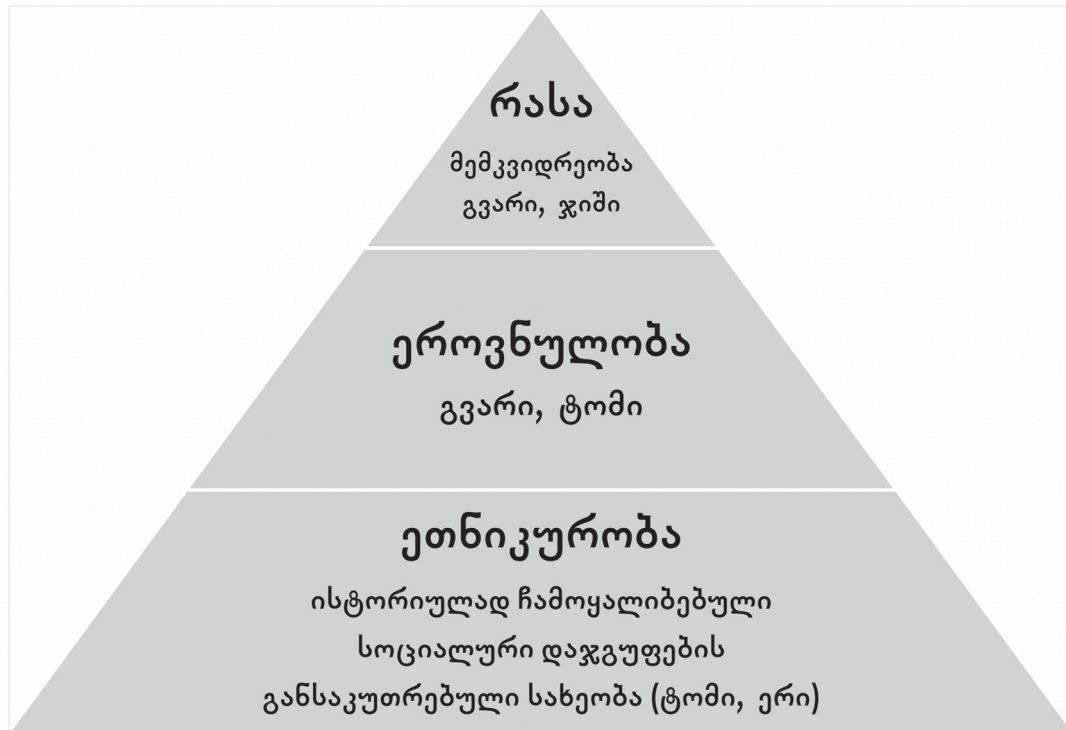 რასა
მემკვიდრეობა
გვარი, ჯიში
ეროვნულობა
გვარი, ტომი
ეთნიკურობა
ისტორიულად ჩამოყალიბებული
სოციალური დაჯგუფების
განსაკუთრებული სახეობა (ტომი, ერი)